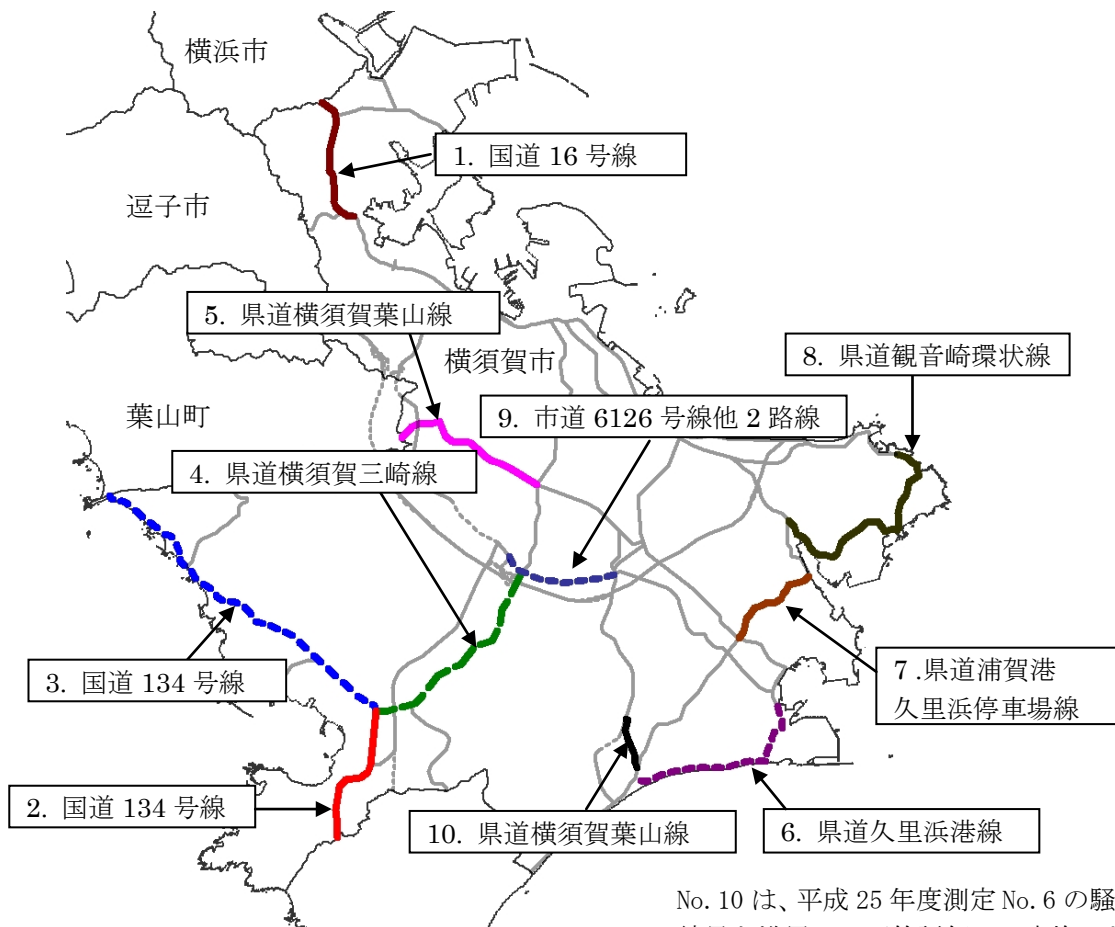 横浜市
1. 国道 16 号線
逗子市
5. 県道横須賀葉山線
横須賀市
8. 県道観音崎環状線
葉山町
9. 市道 6126 号線他 2 路線
4. 県道横須賀三崎線
3. 国道 134 号線
7 .県道浦賀港
久里浜停車場線
2. 国道 134 号線
10. 県道横須賀葉山線
6. 県道久里浜港線
No. 10 は、平成 25 年度測定 No. 6 の騒